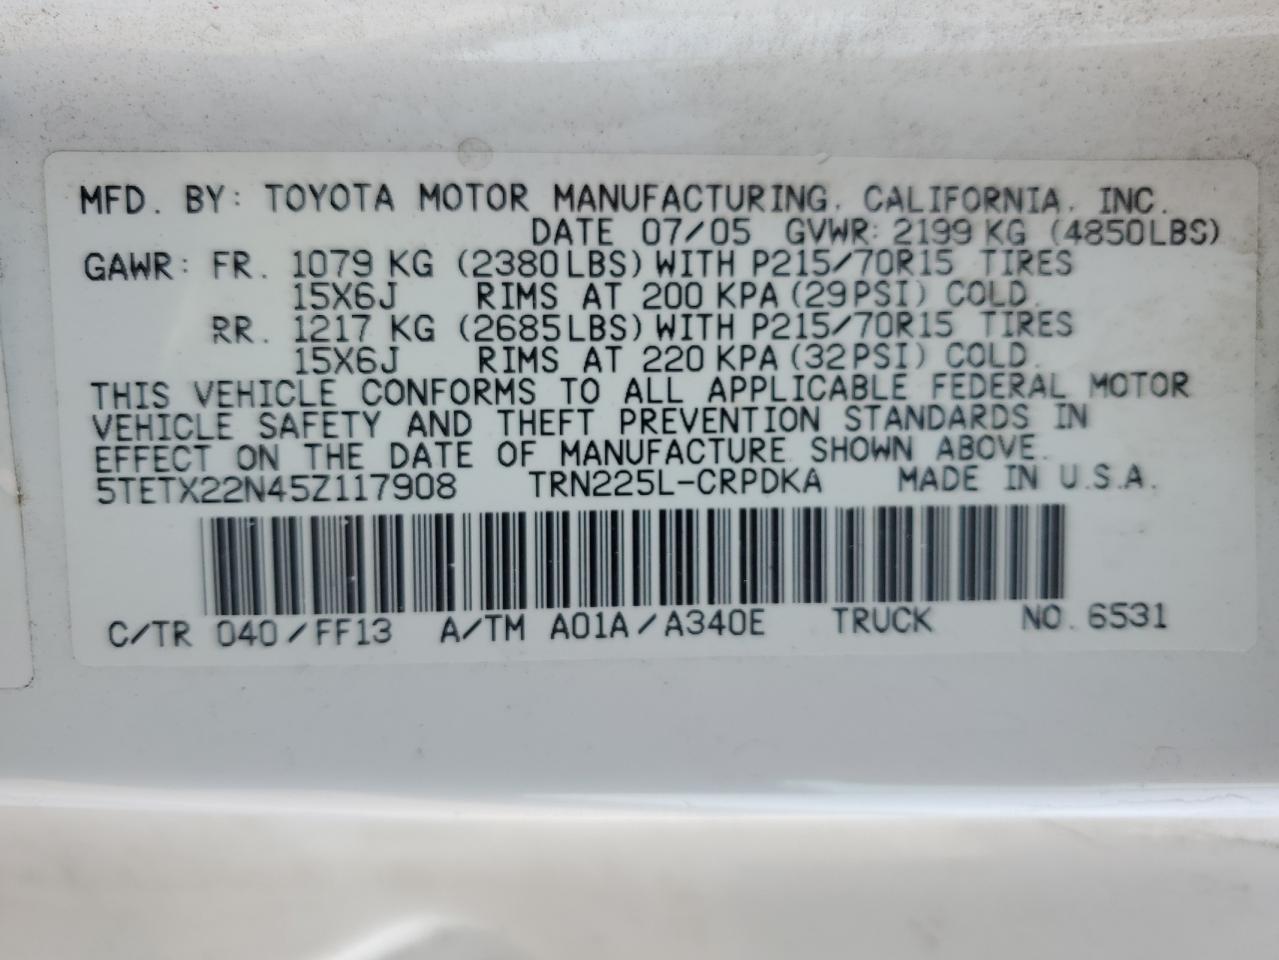 MFD. BY: TOYOTA MOTOR MANUFACTURING, CALIFORNIA, INC.
DATE 07/05 GVWR: 2199 KG (4850LBS)
GAWR: FR. 1079 KG (2380LBS) WITH P215/70R15 TIRES
15X6J RIMS AT 200 KPA (29PSI) COLD.
RR. 1217 KG (2685LBS) WITH P215/70R15 TIRES
15X6J RIMS AT 220 KPA (32PSI) COLD.
THIS VEHICLE CONFORMS TO ALL APPLICABLE FEDERAL MOTOR
VEHICLE SAFETY AND THEFT PREVENTION STANDARDS IN
EFFECT ON THE DATE OF MANUFACTURE SHOWN ABOVE.
5TETX22N45Z117908 TRN225L-CRPDKA MADE IN U.S.A.
C/TR 040/FF13 A/TM A01A/A340E TRUCK NO. 6531